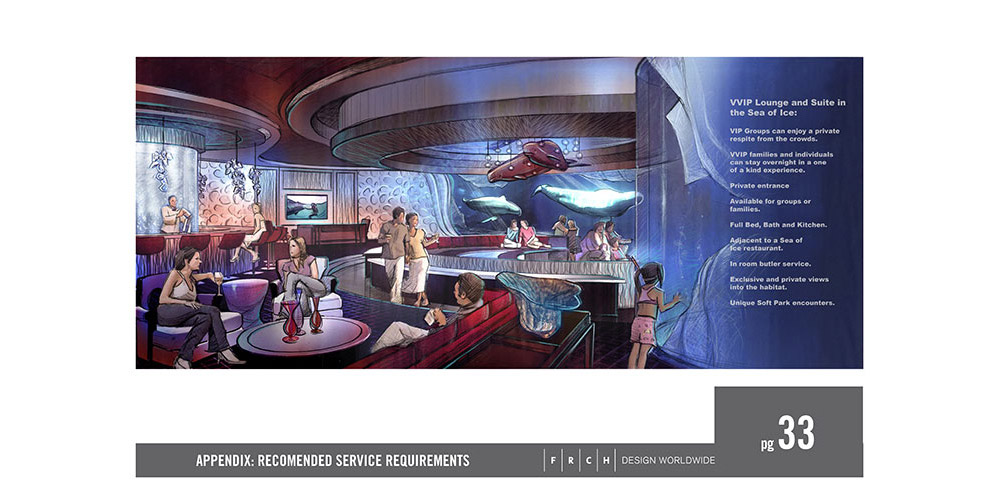 VVIP Lounge and Suite in
the Sea of Ice:
VIP Groups can enjoy a private
respite from the crowds.
VVIP families and individuals
can stay overnight in a one
of a kind experience.
Private entrance
Available for groups or
families.
Full Bed, Bath and Kitchen.
Adjacent to a Sea of
Ice restaurant.
In room butler service.
Exclusive and private views
into the habitat.
Unique Soft Park encounters.
pg 33
APPENDIX: RECOMENDED SERVICE REQUIREMENTS
F R C H DESIGN WORLDWIDE